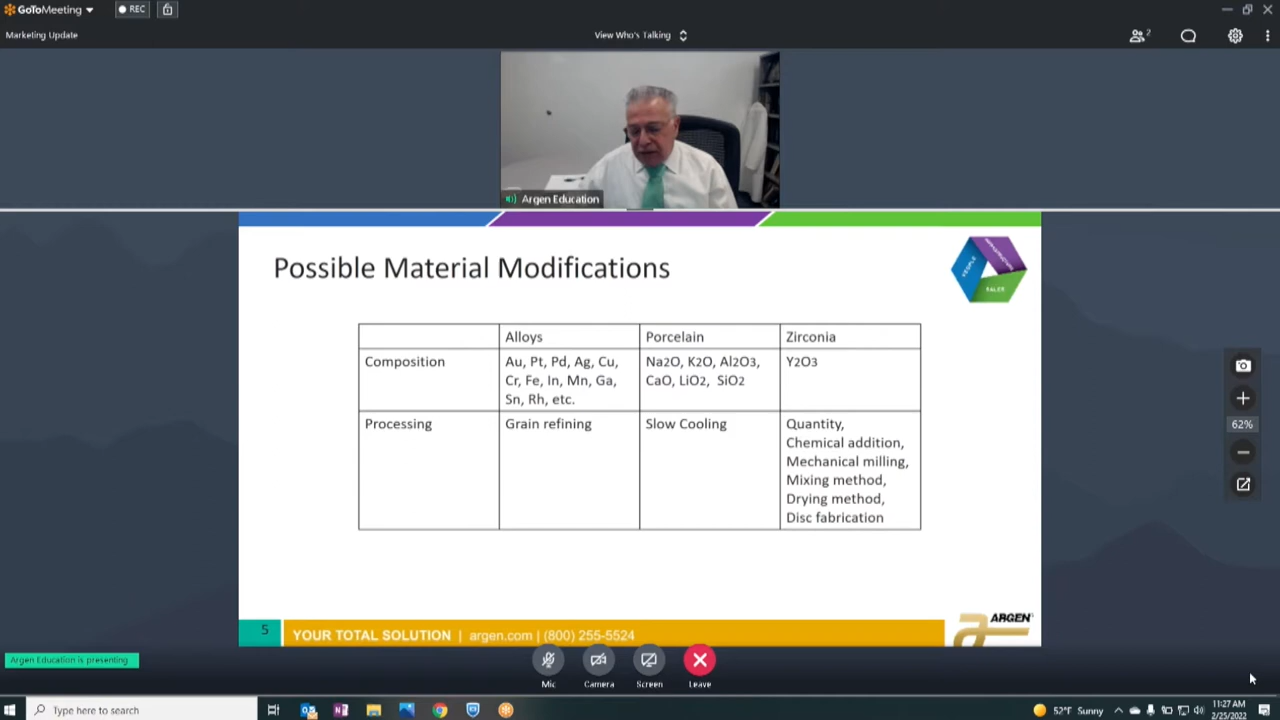 GoToMeeting
REC
Marketing Update
View Who's Talking
2
Argen Education
Possible Material Modifications
PEOPLE
SALES
Alloys
Porcelain
Zirconia
Composition
Au, Pt, Pd, Ag, Cu,
Cr, Fe, In, Mn, Ga,
Sn, Rh, etc.
Na2O, K2O, Al2O3,
CaO, LiO2, SiO2
Y2O3
Processing
Grain refining
Slow Cooling
Quantity,
Chemical addition,
Mechanical milling,
Mixing method,
Drying method,
Disc fabrication
62%
5
YOUR TOTAL SOLUTION | argen.com | (800) 255-5524
ARGEN
Argen Education is presenting
Mic
Camera
Screen
Leave
Type here to search
52°F Sunny
11:27 AM
2/25/2022